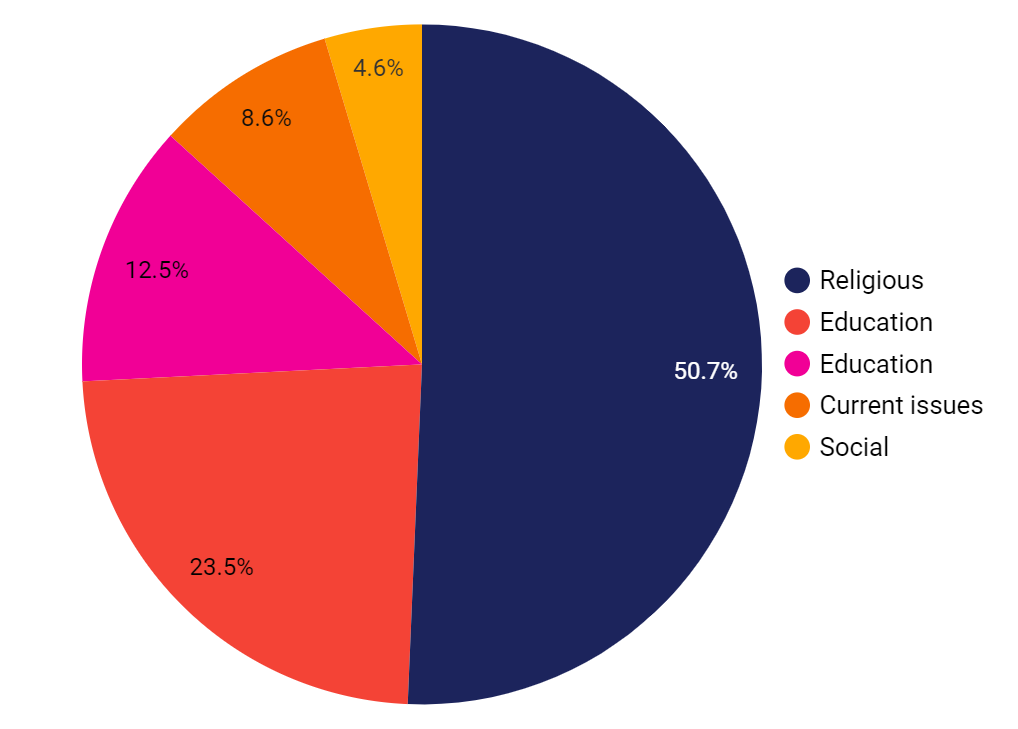 4.6%
8.6%
12.5%
50.7%
23.5%
Religious
Education
Education
Current issues
Social